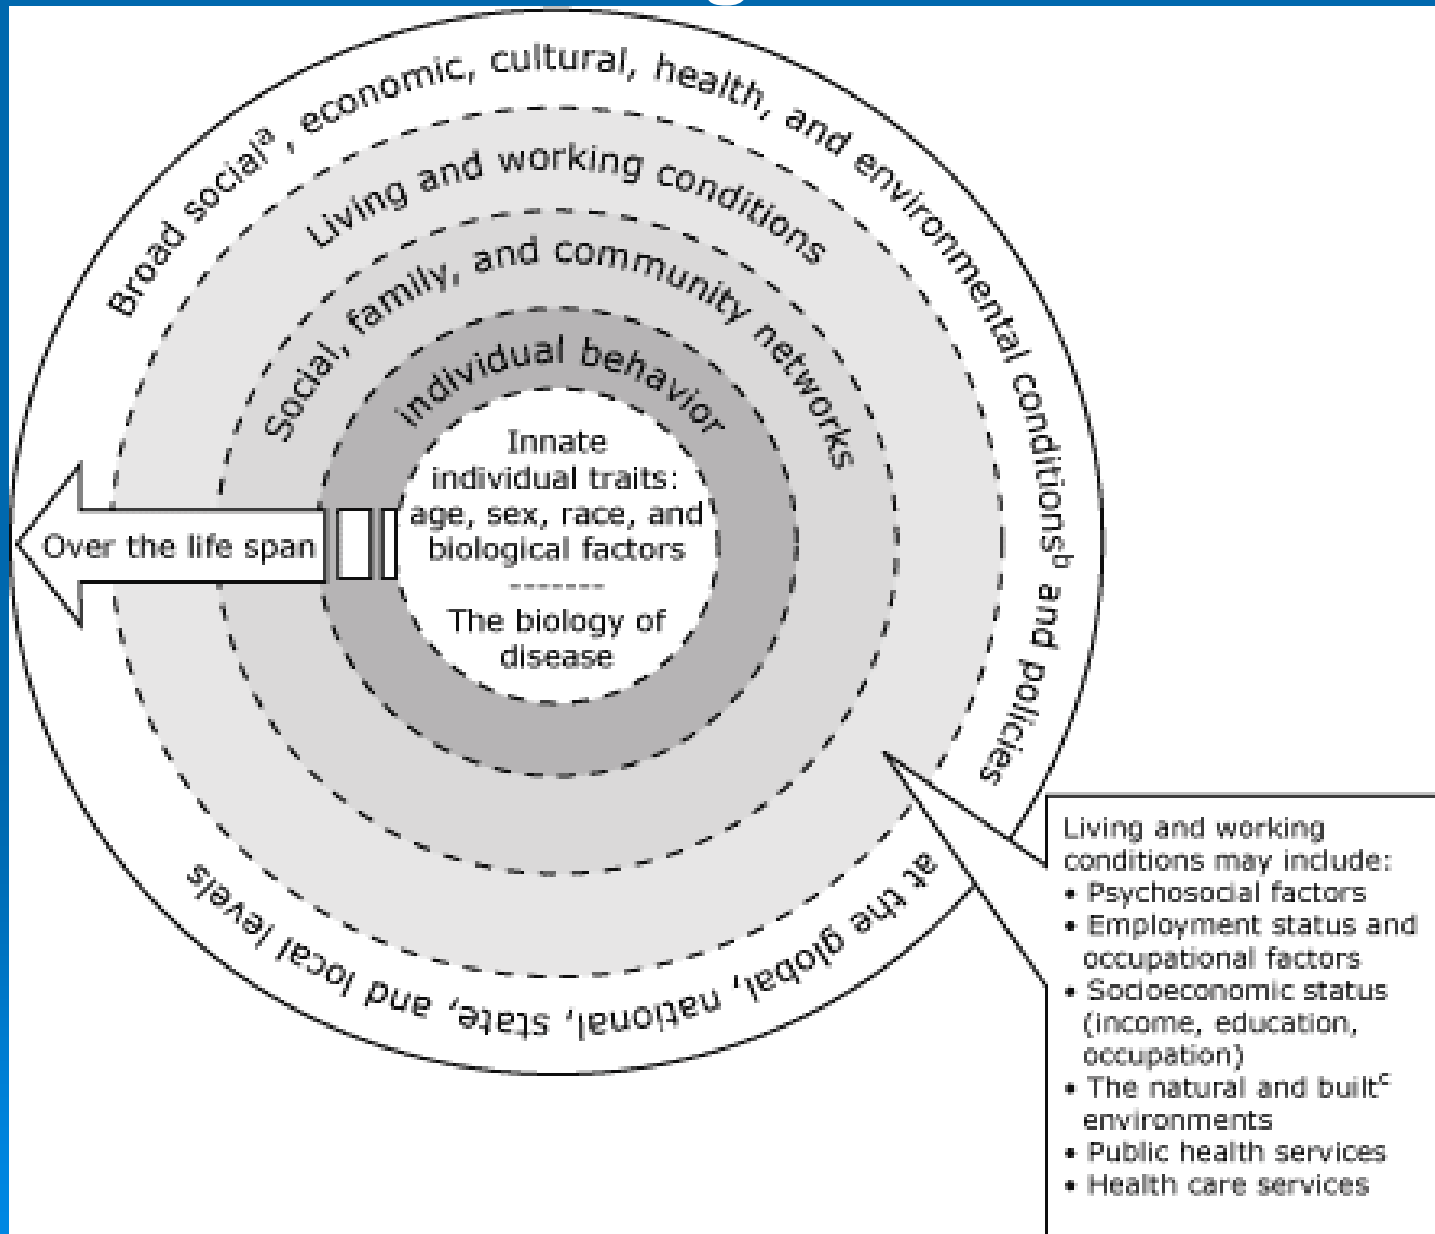 Broad socialᵃ, economic, cultural, health, and environmental conditionsᵇ and policies
at the global, national, state, and local levels
Living and working conditions
Social, family, and community networks
individual behavior
Innate
individual traits:
age, sex, race, and
biological factors
-------
The biology of
disease
Over the life span
Living and working
conditions may include:
• Psychosocial factors
• Employment status and
occupational factors
• Socioeconomic status
(income, education,
occupation)
• The natural and builtᶜ
environments
• Public health services
• Health care services